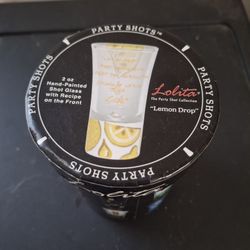 PARTY SHOTS™
PARTY SHOTS
PARTY SHOTS
PARTY SHOTS
2 oz
Hand-Painted
Shot Glass
with Recipe
on the Front
Lolita
The Party Shot Collection
"Lemon Drop"